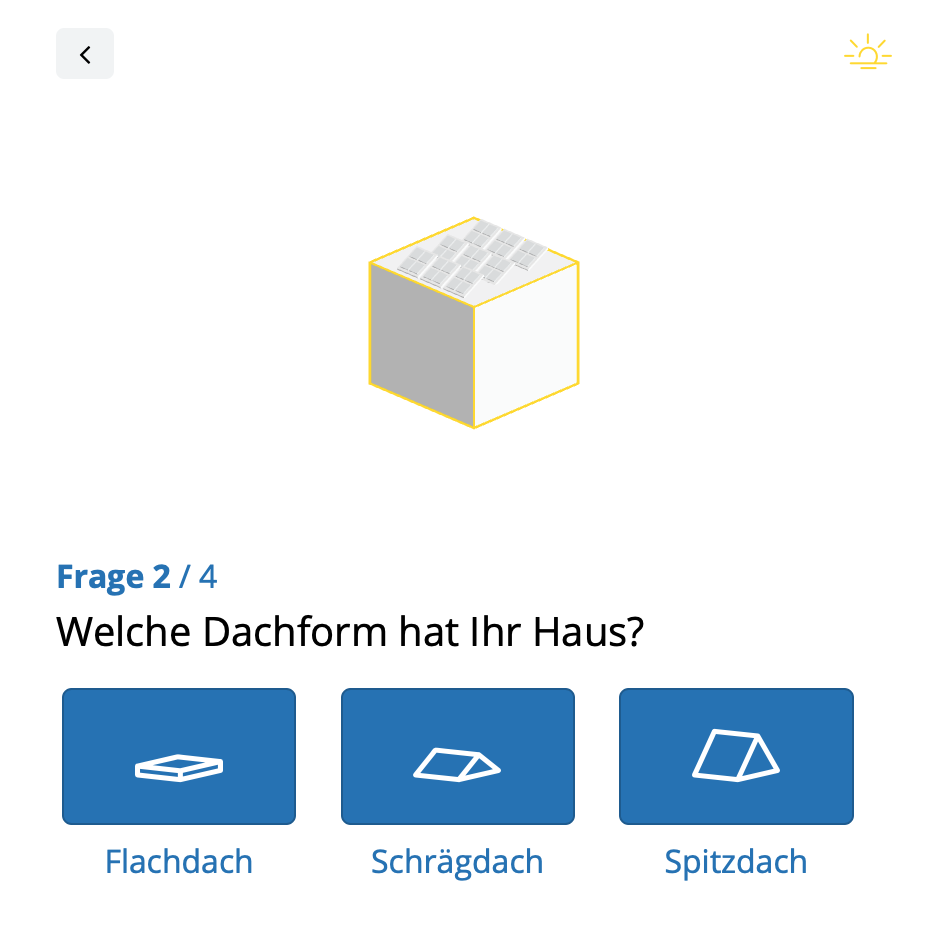 Frage 2 / 4
Welche Dachform hat Ihr Haus?
Flachdach
Schrägdach
Spitzdach